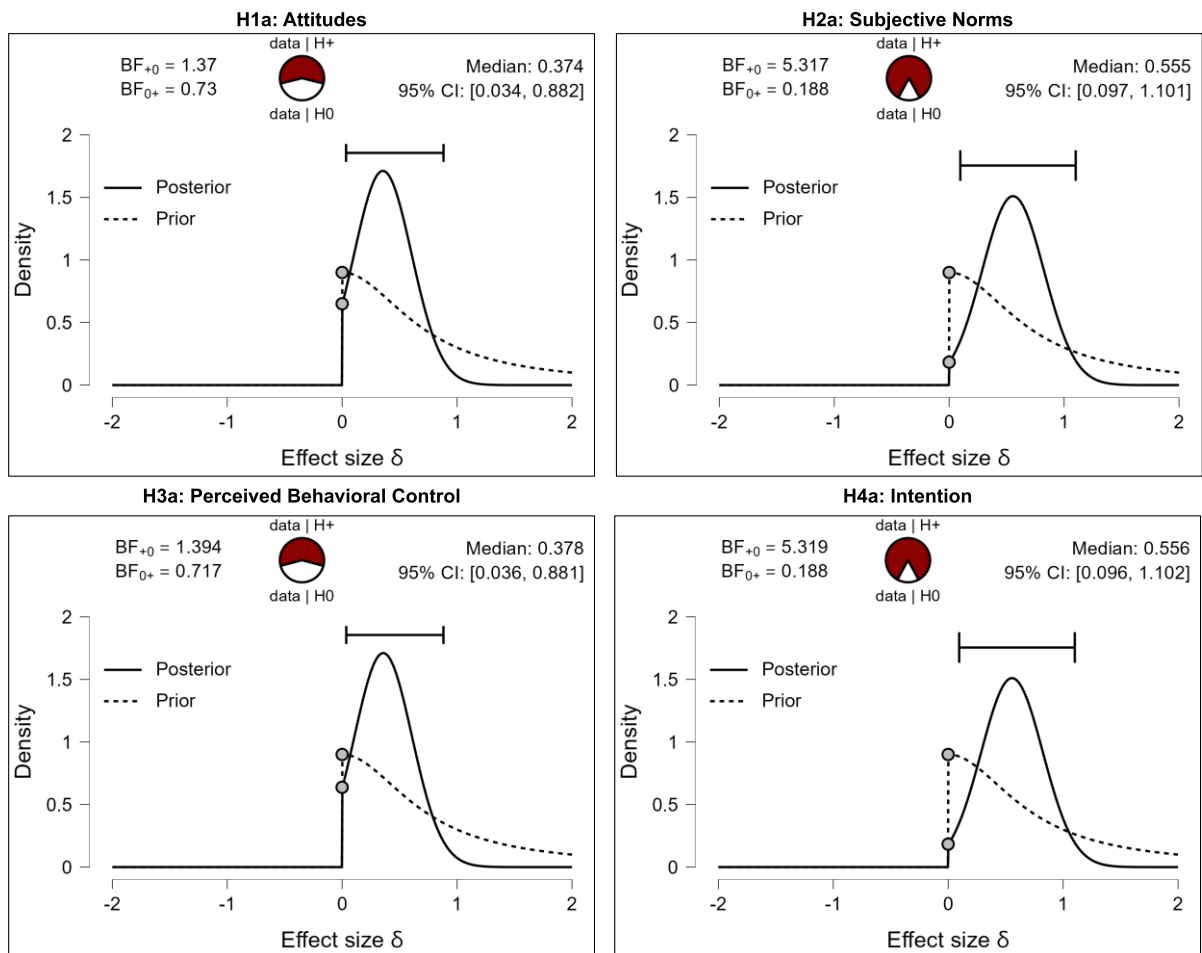 H1a: Attitudes
data | H+
BF+0 = 1.37
BF0+ = 0.73
Median: 0.374
95% CI: [0.034, 0.882]
data | H0
2
1.5
1
0.5
0
Density
Posterior
Prior
-2 -1 0 1 2
Effect size δ
H2a: Subjective Norms
data | H+
BF+0 = 5.317
BF0+ = 0.188
Median: 0.555
95% CI: [0.097, 1.101]
data | H0
2
1.5
1
0.5
0
Density
Posterior
Prior
-2 -1 0 1 2
Effect size δ
H3a: Perceived Behavioral Control
data | H+
BF+0 = 1.394
BF0+ = 0.717
Median: 0.378
95% CI: [0.036, 0.881]
data | H0
2
1.5
1
0.5
0
Density
Posterior
Prior
-2 -1 0 1 2
Effect size δ
H4a: Intention
data | H+
BF+0 = 5.319
BF0+ = 0.188
Median: 0.556
95% CI: [0.096, 1.102]
data | H0
2
1.5
1
0.5
0
Density
Posterior
Prior
-2 -1 0 1 2
Effect size δ